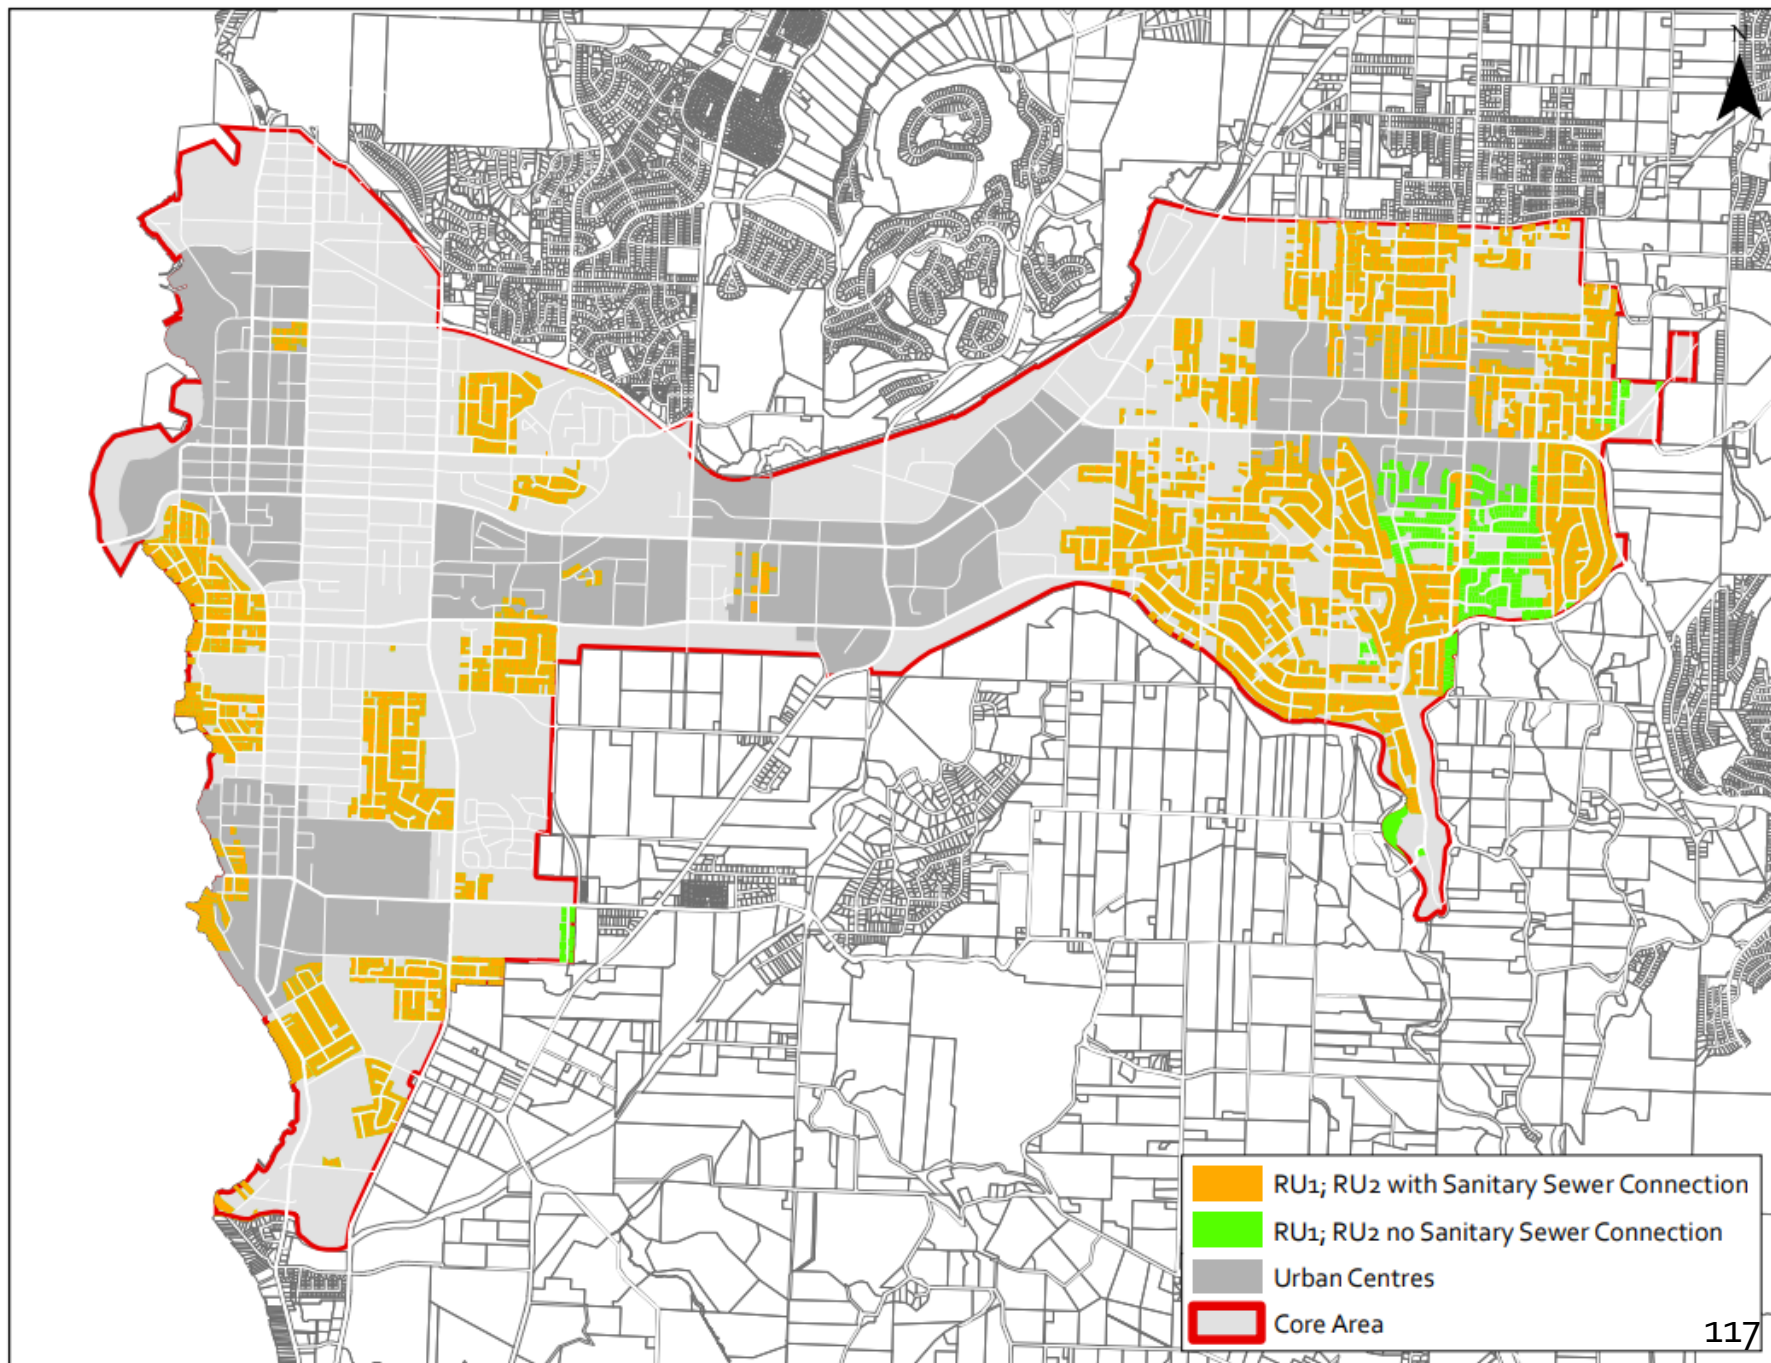 N
RU1; RU2 with Sanitary Sewer Connection
RU1; RU2 no Sanitary Sewer Connection
Urban Centres
Core Area
117